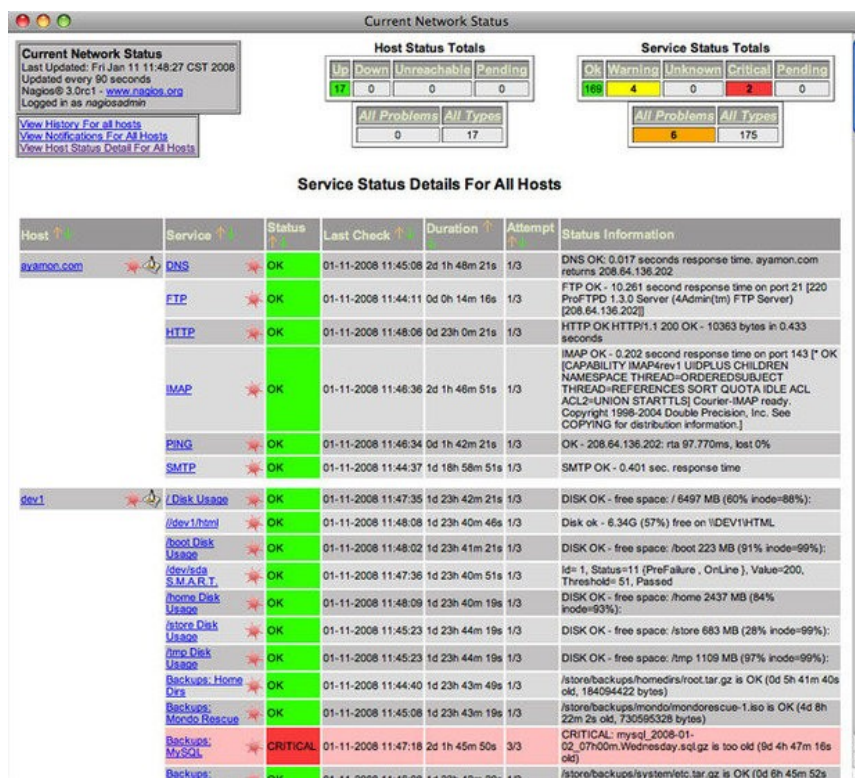 Current Network Status
Current Network Status
Last Updated: Fri Jan 11 11:48:27 CST 2008
Updated every 90 seconds
Nagios® 3.0rc1 - www.nagios.org
Logged in as nagiosadmin
View History For all hosts
View Notifications For All Hosts
View Host Status Detail For All Hosts
Host Status Totals
Up Down Unreachable Pending
17 0 0 0
All Problems All Types
0 17
Service Status Totals
Ok Warning Unknown Critical Pending
169 4 0 2 0
All Problems All Types
6 175
Service Status Details For All Hosts
Host Service Status Last Check Duration Attempt Status Information
ayamon.com DNS OK 01-11-2008 11:45:08 2d 1h 48m 21s 1/3 DNS OK: 0.017 seconds response time. ayamon.com
returns 208.64.136.202
FTP OK 01-11-2008 11:44:11 0d 0h 14m 16s 1/3 FTP OK - 10.261 second response time on port 21 [220
ProFTPD 1.3.0 Server (4Admin(tm) FTP Server)
[208.64.136.202]]
HTTP OK 01-11-2008 11:48:06 0d 23h 0m 21s 1/3 HTTP OK HTTP/1.1 200 OK - 10363 bytes in 0.433
seconds
IMAP OK 01-11-2008 11:46:36 2d 1h 46m 51s 1/3 IMAP OK - 0.202 second response time on port 143 [* OK
[CAPABILITY IMAP4rev1 UIDPLUS CHILDREN
NAMESPACE THREAD=ORDEREDSUBJECT
THREAD=REFERENCES SORT QUOTA IDLE ACL
ACL2=UNION STARTTLS] Courier-IMAP ready.
Copyright 1998-2004 Double Precision, Inc. See
COPYING for distribution information.]
PING OK 01-11-2008 11:46:34 0d 1h 42m 21s 1/3 OK - 208.64.136.202: rta 97.770ms, lost 0%
SMTP OK 01-11-2008 11:44:37 1d 18h 58m 51s 1/3 SMTP OK - 0.401 sec. response time
dev1 / Disk Usage OK 01-11-2008 11:47:35 1d 23h 42m 21s 1/3 DISK OK - free space: / 6497 MB (60% inode=88%):
//dev1/html OK 01-11-2008 11:48:08 1d 23h 40m 46s 1/3 Disk ok - 6.34G (57%) free on \\DEV1\HTML
/boot Disk
Usage OK 01-11-2008 11:48:02 1d 23h 41m 21s 1/3 DISK OK - free space: /boot 223 MB (91% inode=99%):
/dev/sda
S.M.A.R.T. OK 01-11-2008 11:47:36 1d 23h 40m 51s 1/3 Id= 1, Status=11 {PreFailure , OnLine }, Value=200,
Threshold= 51, Passed
/home Disk
Usage OK 01-11-2008 11:48:09 1d 23h 40m 19s 1/3 DISK OK - free space: /home 2437 MB (84%
inode=93%):
/store Disk
Usage OK 01-11-2008 11:45:23 1d 23h 44m 19s 1/3 DISK OK - free space: /store 683 MB (28% inode=99%):
/tmp Disk
Usage OK 01-11-2008 11:45:23 1d 23h 44m 19s 1/3 DISK OK - free space: /tmp 1109 MB (97% inode=99%):
Backups: Home
Dirs OK 01-11-2008 11:44:40 1d 23h 43m 49s 1/3 /store/backups/homedirs/root.tar.gz is OK (0d 5h 41m 40s
old, 184094422 bytes)
Backups:
Mondo Rescue OK 01-11-2008 11:45:08 1d 23h 43m 19s 1/3 /store/backups/mondo/mondorescue-1.iso is OK (4d 8h
22m 2s old, 730595328 bytes)
Backups:
MySQL CRITICAL 01-11-2008 11:47:18 2d 1h 45m 50s 3/3 CRITICAL: mysql_2008-01-
02_07h00m.Wednesday.sql.gz is too old (9d 4h 47m 16s
old)
Backups: /store/backups/system/etc.tar.gz is OK (0d 6h 45m 52s